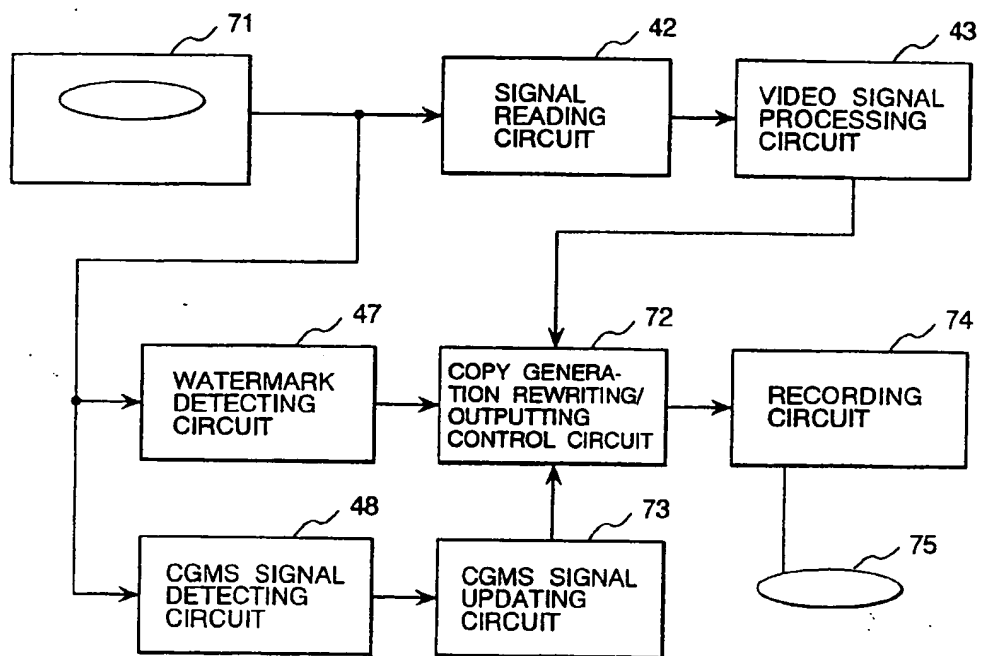 71
42
SIGNAL
READING
CIRCUIT
43
VIDEO SIGNAL
PROCESSING
CIRCUIT
47
WATERMARK
DETECTING
CIRCUIT
72
COPY GENERA-
TION REWRITING/
OUTPUTTING
CONTROL CIRCUIT
74
RECORDING
CIRCUIT
48
CGMS SIGNAL
DETECTING
CIRCUIT
73
CGMS SIGNAL
UPDATING
CIRCUIT
75